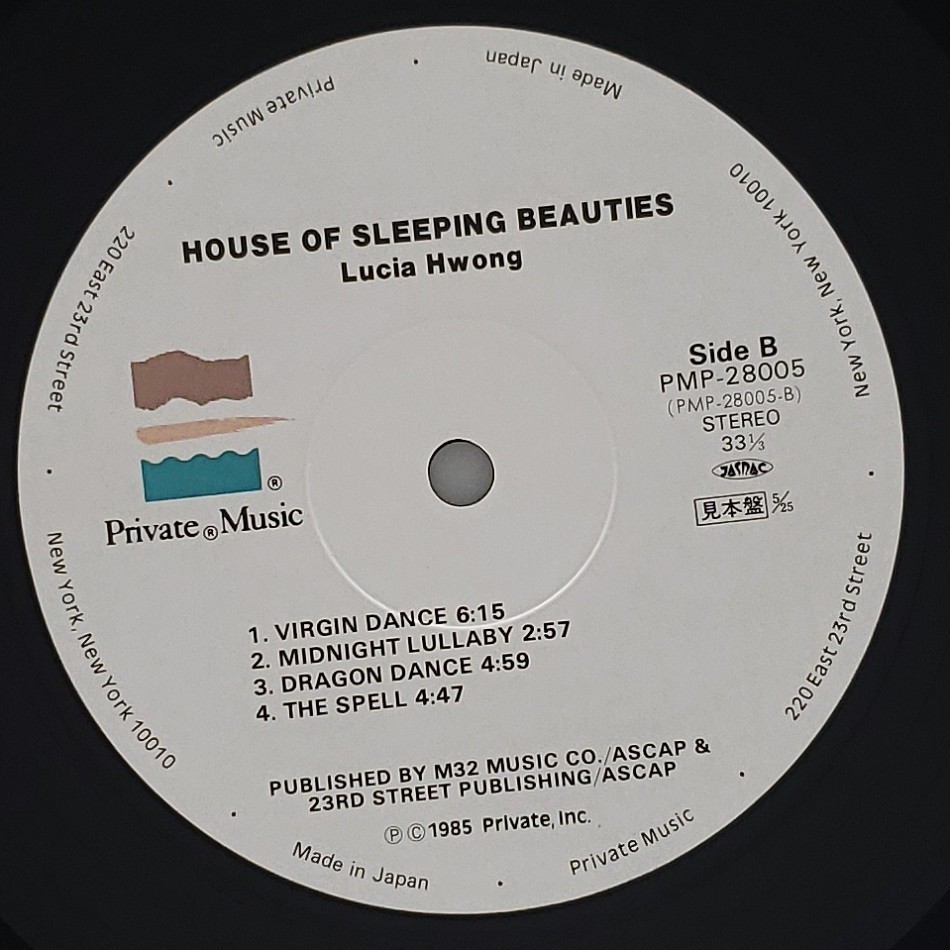 HOUSE OF SLEEPING BEAUTIES
Lucia Hwong
Side B
PMP-28005
(PMP-28005-B)
STEREO
33⅓
JASRAC
見本盤 5/25
®
Private®Music
1. VIRGIN DANCE 6:15
2. MIDNIGHT LULLABY 2:57
3. DRAGON DANCE 4:59
4. THE SPELL 4:47
PUBLISHED BY M32 MUSIC CO./ASCAP &
23RD STREET PUBLISHING/ASCAP
ⓅⒸ1985 Private, Inc.
Made in Japan
·
Private Music
·
220 East 23rd Street
·
New York, New York 10010
Made in Japan
·
Private Music
·
220 East 23rd Street
·
New York, New York 10010
·